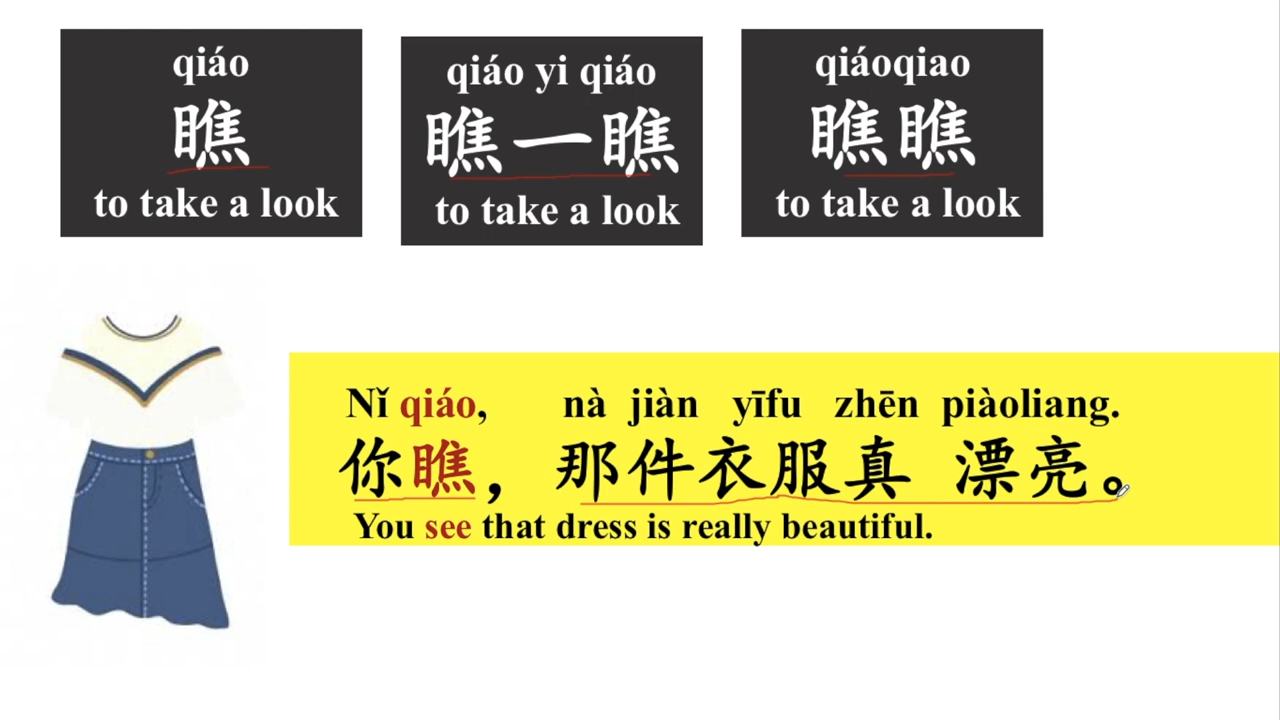 qiáo
瞧
to take a look
qiáo yi qiáo
瞧一瞧
to take a look
qiáoqiao
瞧瞧
to take a look
Nǐ qiáo, nà jiàn yīfu zhēn piàoliang.
你瞧，那件衣服真 漂亮。
You see that dress is really beautiful.